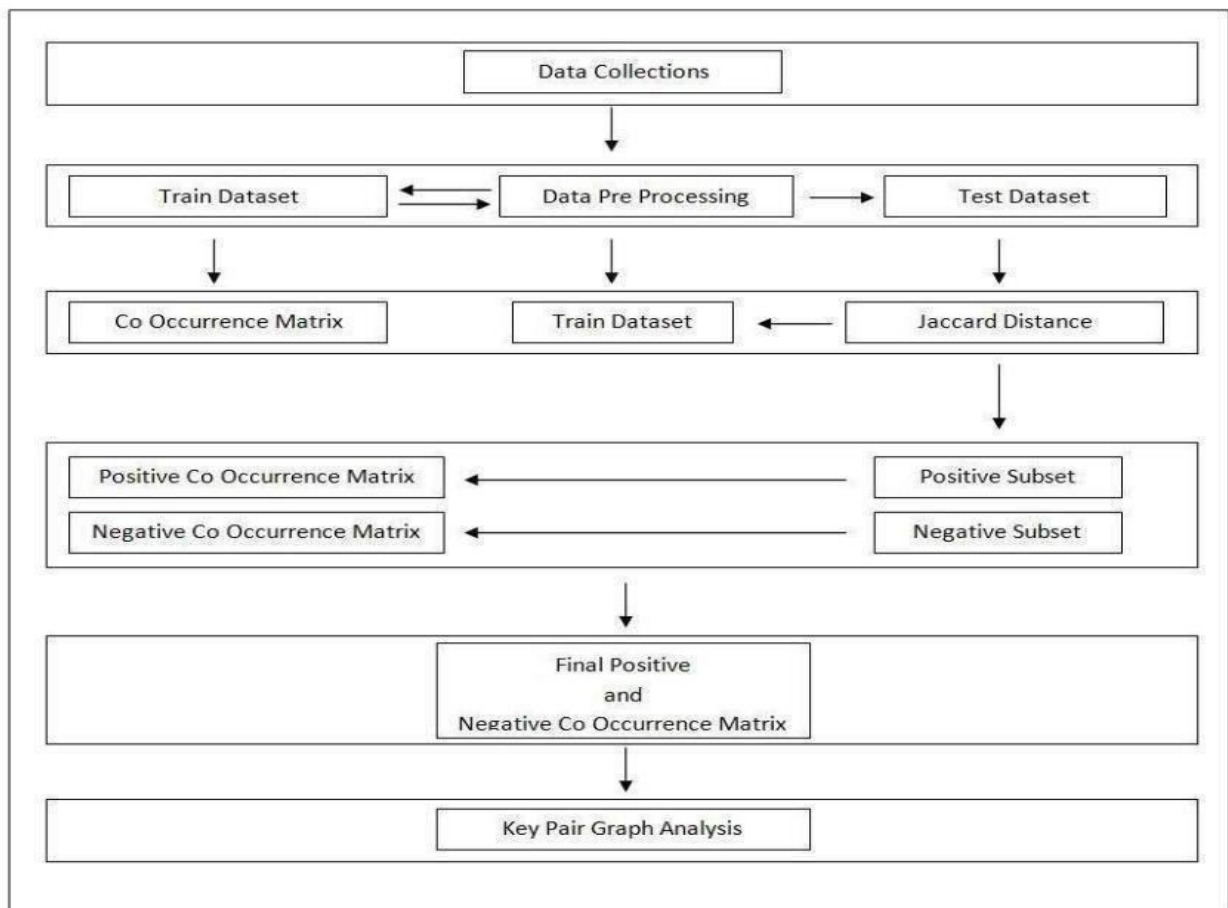 Data Collections
Train Dataset
Data Pre Processing
Test Dataset
Co Occurrence Matrix
Train Dataset
Jaccard Distance
Positive Co Occurrence Matrix
Positive Subset
Negative Co Occurrence Matrix
Negative Subset
Final Positive
and
Negative Co Occurrence Matrix
Key Pair Graph Analysis